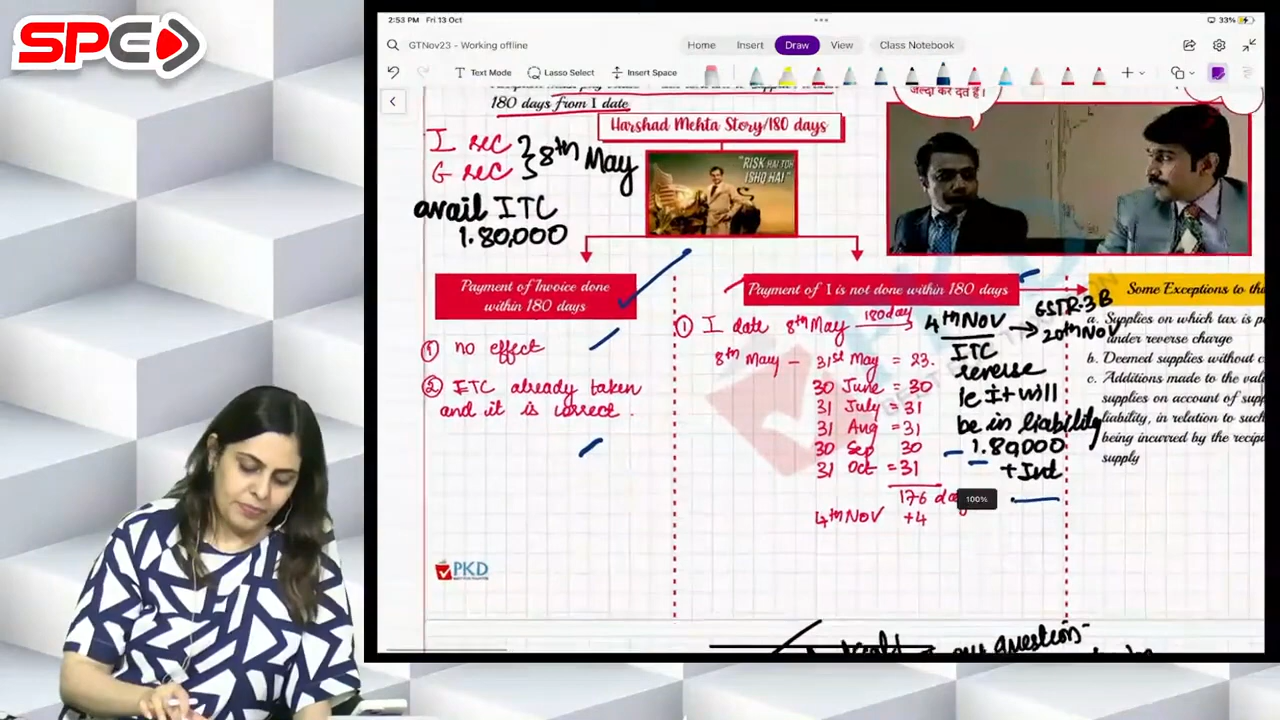 SPED
2:53 PM Fri 13 Oct
33%
GTNov23 - Working offline
Home Insert Draw View Class Notebook
Text Mode Lasso Select Insert Space
180 days from I date
जल्दी कर देते हैं।
Harshad Mehta Story/180 days
I rec
G rec
8th May
avail ITC
1.80,000
"RISK HAI TOH
ISHQ HAI"
Payment of Invoice done
within 180 days
① no effect
② ITC already taken
and it is correct.
Payment of I is not done within 180 days
① I date 8th May 180 day 4th Nov
8th May - 31st May = 23.
30 June = 30
31 July = 31
31 Aug = 31
30 Sep 30
31 Oct = 31
176 da
4th Nov +4
GSTR-3B
20th Nov
ITC
reverse
ie It will
be in liability
1.80,000
+ Int
100%
Some Exceptions to th
a. Supplies on which tax is p
under reverse charge
b. Deemed supplies without c
c. Additions made to the val
supplies on account of supp
liability, in relation to such
being incurred by the recip
supply
PKD
question-